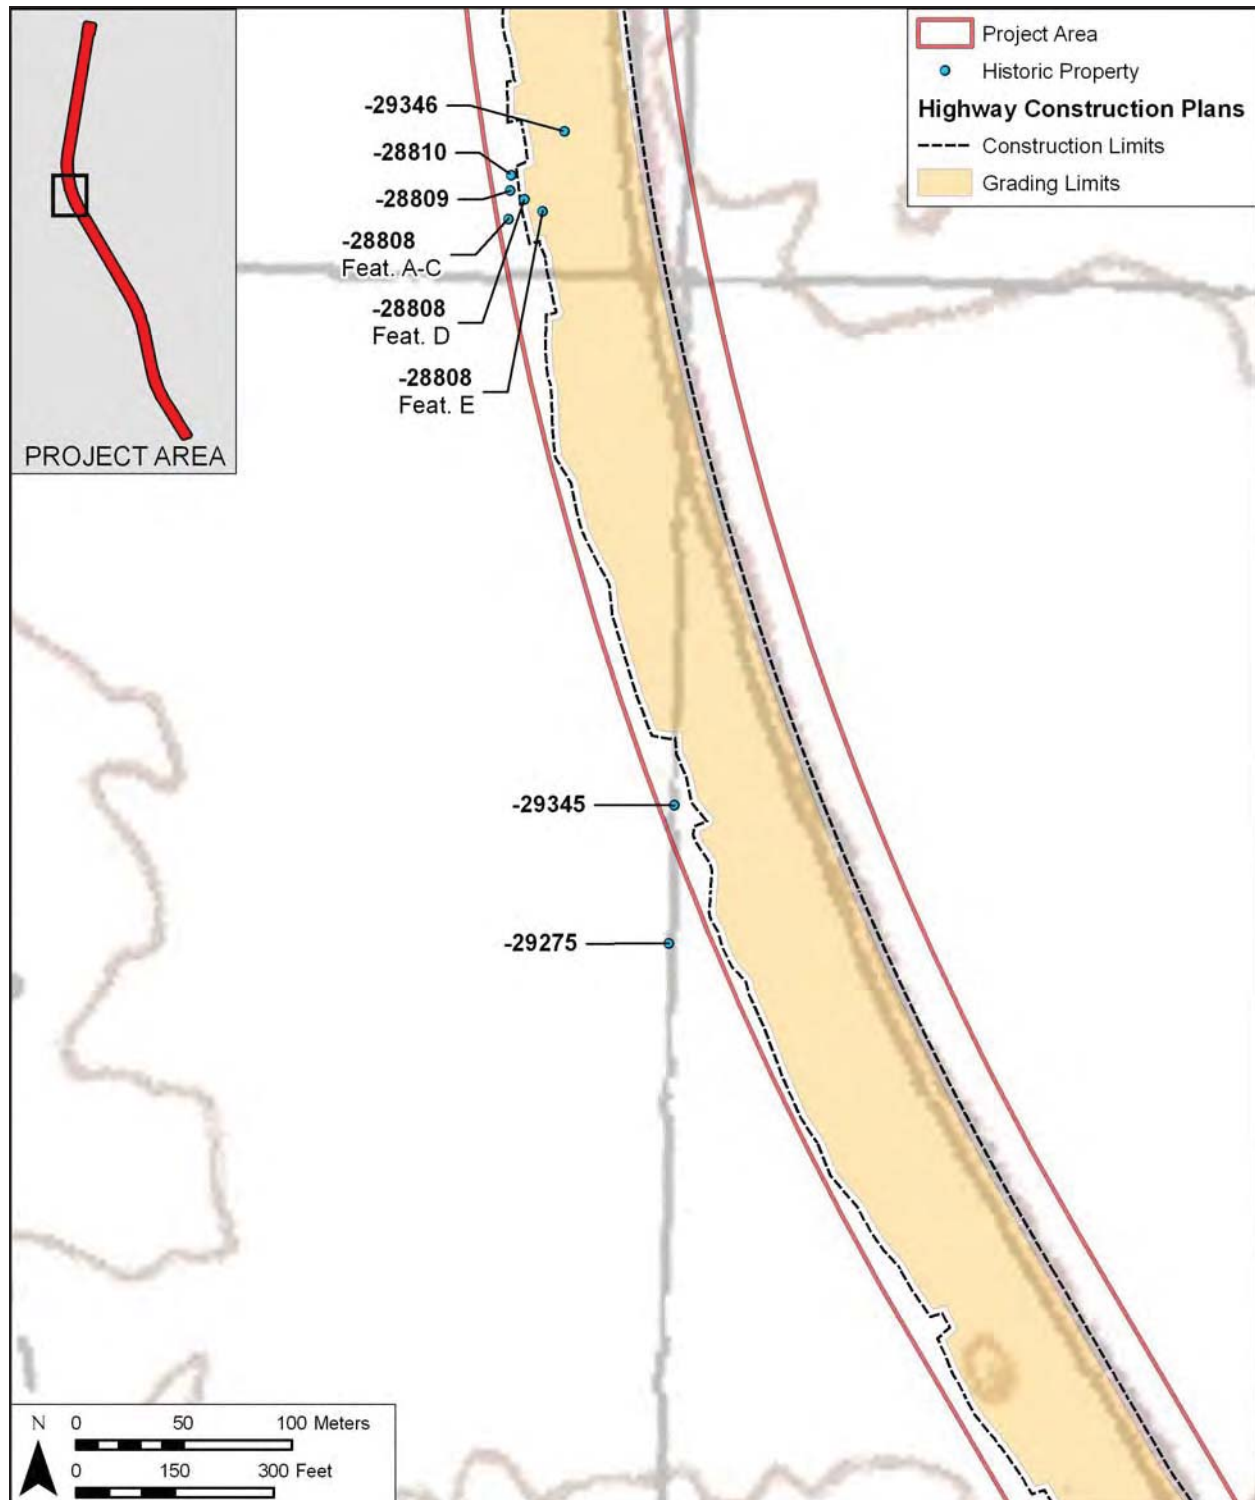 PROJECT AREA
Project Area
Historic Property
Highway Construction Plans
Construction Limits
Grading Limits
-29346
-28810
-28809
-28808
Feat. A-C
-28808
Feat. D
-28808
Feat. E
-29345
-29275
N 0 50 100 Meters
0 150 300 Feet